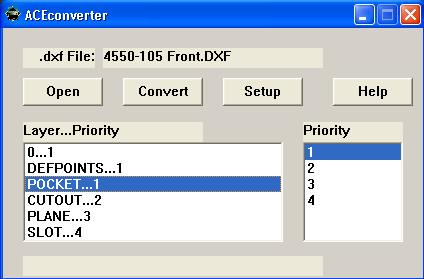 ACEconverter
.dxf File: 4550-105 Front.DXF
Open Convert Setup Help
Layer...Priority Priority
0...1 1
DEFPOINTS...1 2
POCKET...1 3
CUTOUT...2 4
PLANE...3
SLOT...4